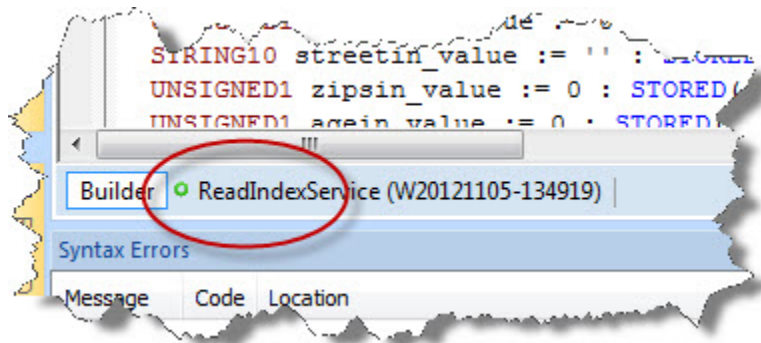 STRING10 streetin_value := '' : STORED
UNSIGNED1 zipsin_value := 0 : STORED(
UNSIGNED1 agein_value := 0 : STORED(
Builder ReadIndexService (W20121105-134919)
Syntax Errors
Message Code Location